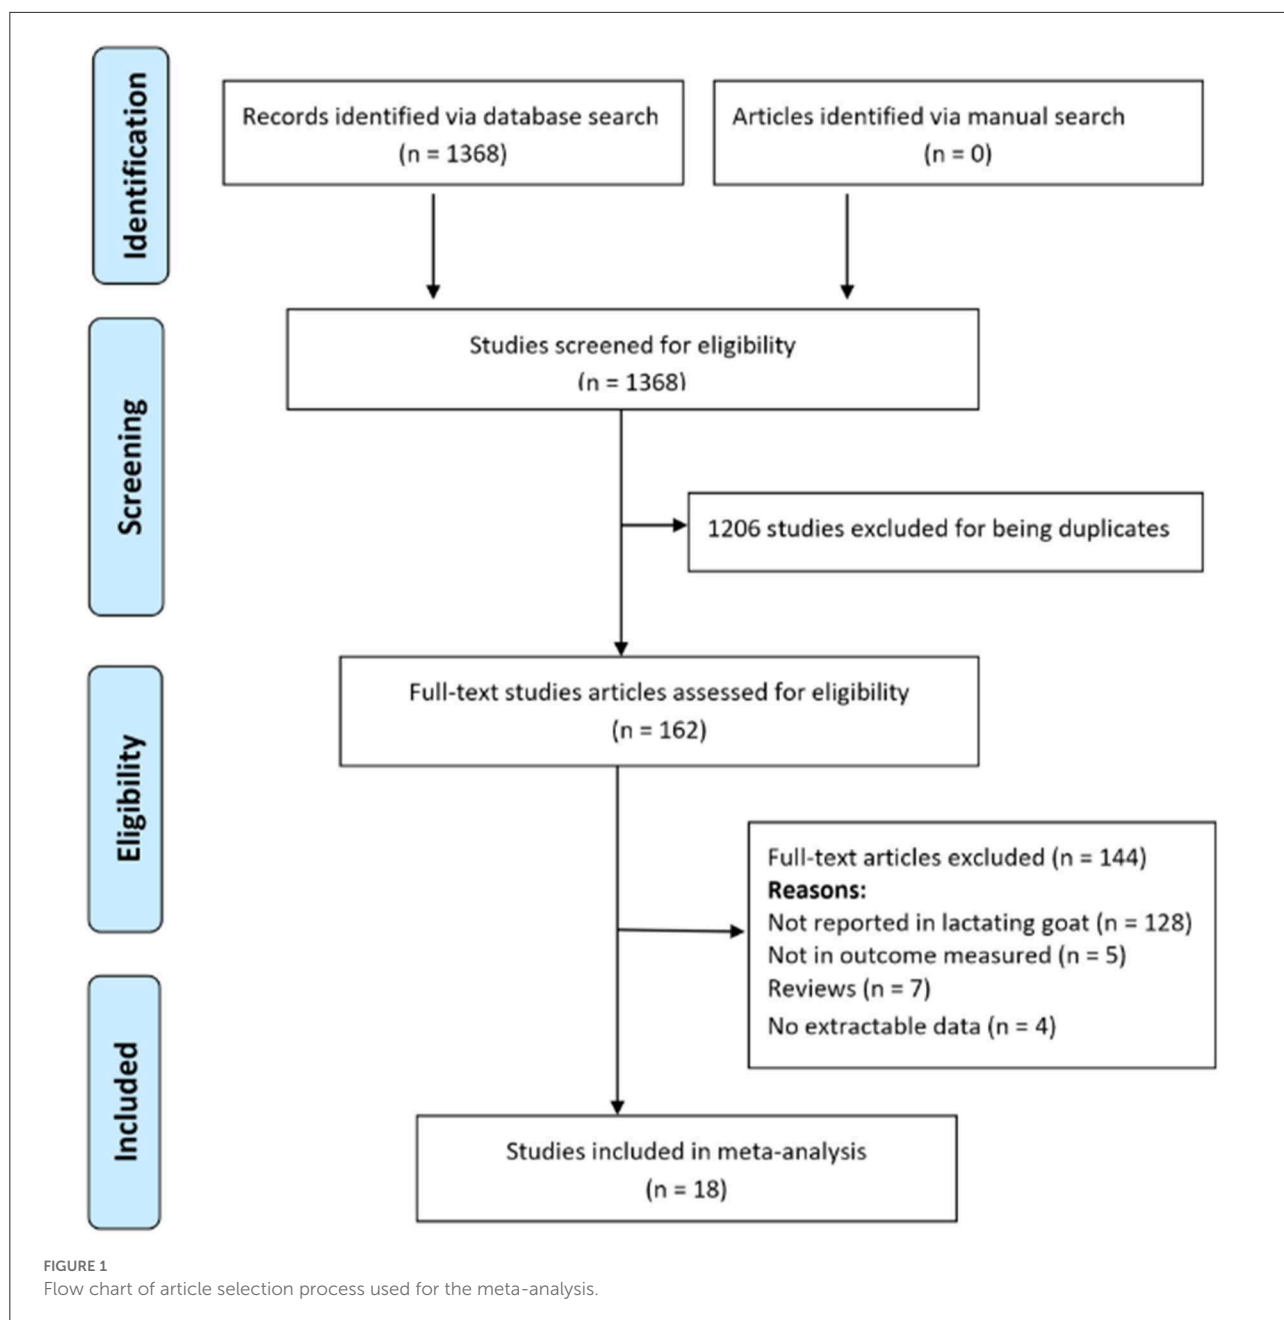 Identification
Records identified via database search
(n = 1368)
Articles identified via manual search
(n = 0)
Screening
Studies screened for eligibility
(n = 1368)
1206 studies excluded for being duplicates
Eligibility
Full-text studies articles assessed for eligibility
(n = 162)
Full-text articles excluded (n = 144)
Reasons:
Not reported in lactating goat (n = 128)
Not in outcome measured (n = 5)
Reviews (n = 7)
No extractable data (n = 4)
Included
Studies included in meta-analysis
(n = 18)
FIGURE 1
Flow chart of article selection process used for the meta-analysis.